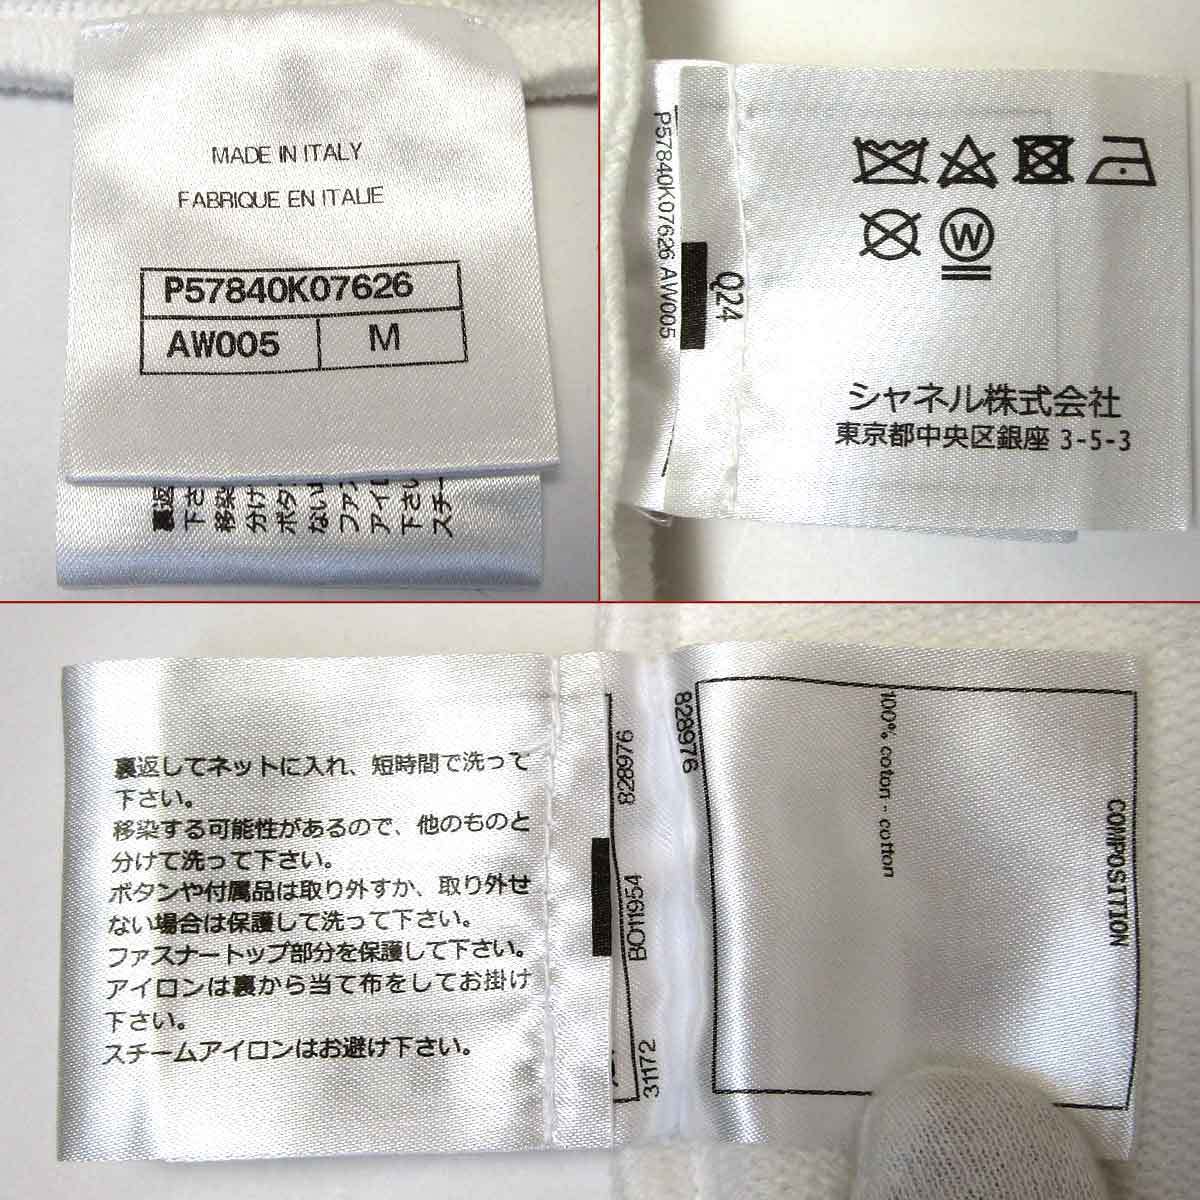 MADE IN ITALY
FABRIQUE EN ITALIE
P57840K07626
AW005 M
P57840K07626 AW005
Q24
W
シャネル株式会社
東京都中央区銀座 3-5-3
裏返してネットに入れ、短時間で洗って
下さい。
移染する可能性があるので、他のものと
分けて洗って下さい。
ボタンや付属品は取り外すか、取り外せ
ない場合は保護して洗って下さい。
ファスナートップ部分を保護して下さい。
アイロンは裏から当て布をしてお掛け
下さい。
スチームアイロンはお避け下さい。
828976
BO11954
31172
828976
100% coton - cotton
COMPOSITION